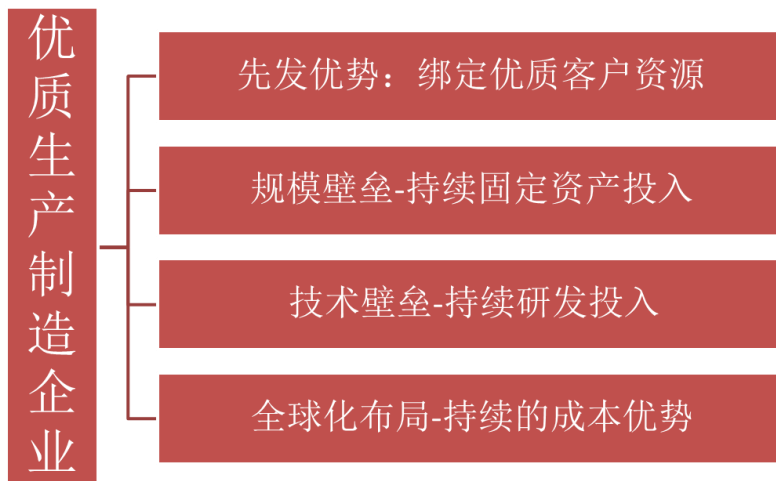 优质生产制造企业
先发优势：绑定优质客户资源
规模壁垒-持续固定资产投入
技术壁垒-持续研发投入
全球化布局-持续的成本优势